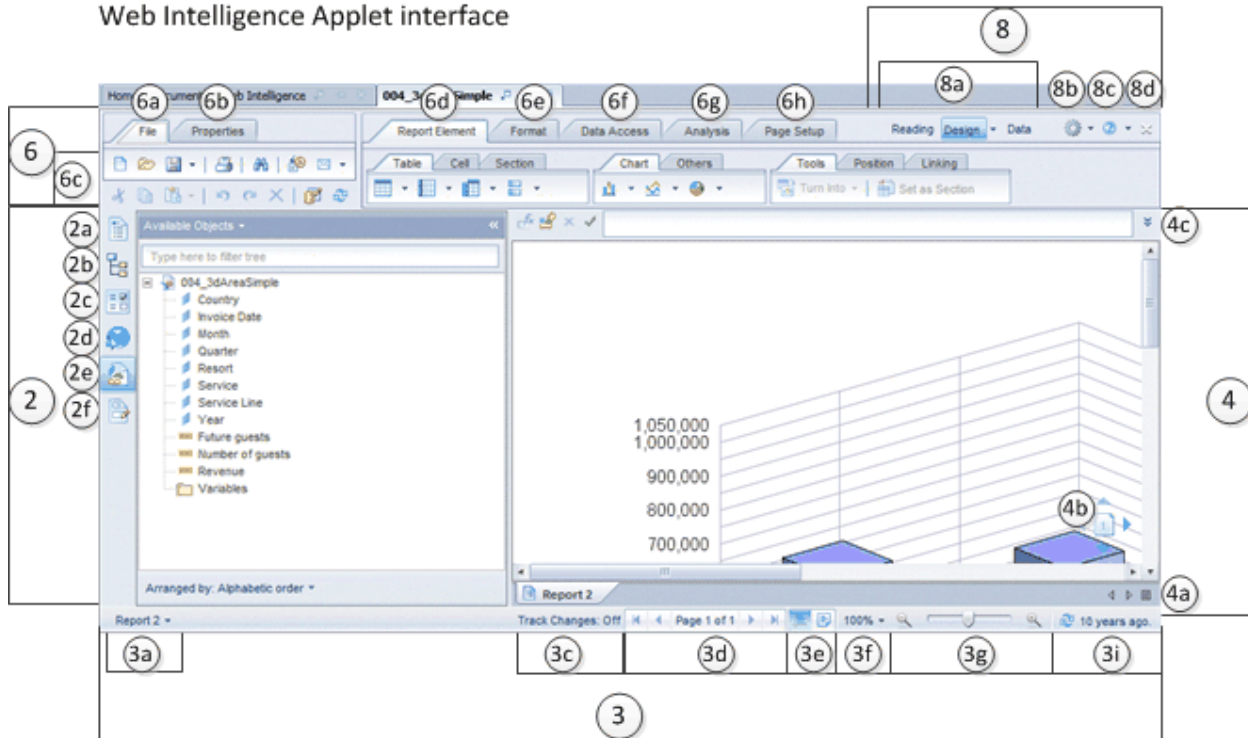 Web Intelligence Applet interface
8
8a
8b 8c 8d
6a 6b 6d 6e 6f 6g 6h
Web Intelligence
File Properties Report Element Format Data Access Analysis Page Setup Reading Design Data
6
6c
Table Cell Section Chart Others Tools Position Linking
Turn Into Set as Section
2a
Available Objects
4c
2b
Type here to filter tree
004_3dAreaSimple
2c
Country
Invoice Date
2d
Month
Quarter
2e
Resort
Service
2
2f
Service Line
Year
4
Future guests
Number of guests
Revenue
Variables
1,050,000
1,000,000
900,000
800,000
700,000
4b
1
Arranged by: Alphabetic order
Report 2
4a
Report 2 Track Changes: Off Page 1 of 1 100% 10 years ago.
3a 3c 3d 3e 3f 3g 3i
3